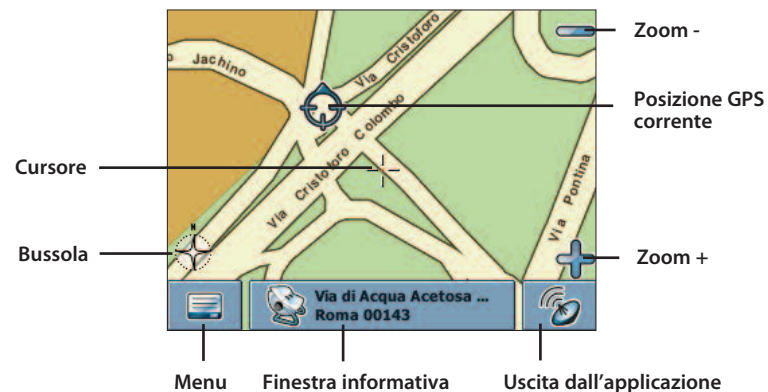 Zoom -
Posizione GPS
corrente
Cursore
Bussola
Zoom +
Jachino
Via Cristoforo
Via Cristoforo Colombo
Via Pontina
N
Via di Acqua Acetosa ...
Roma 00143
Menu
Finestra informativa
Uscita dall'applicazione